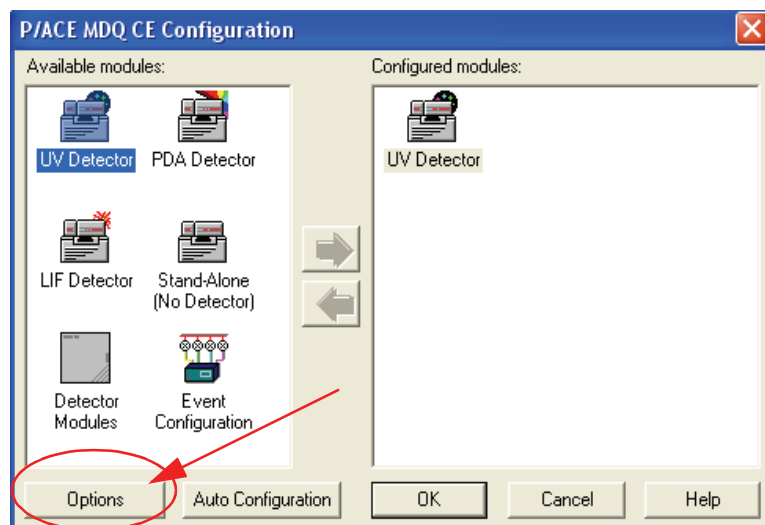 P/ACE MDQ CE Configuration
Available modules:
Configured modules:
UV Detector
PDA Detector
UV Detector
LIF Detector
Stand-Alone
(No Detector)
Detector
Modules
Event
Configuration
Options
Auto Configuration
OK
Cancel
Help